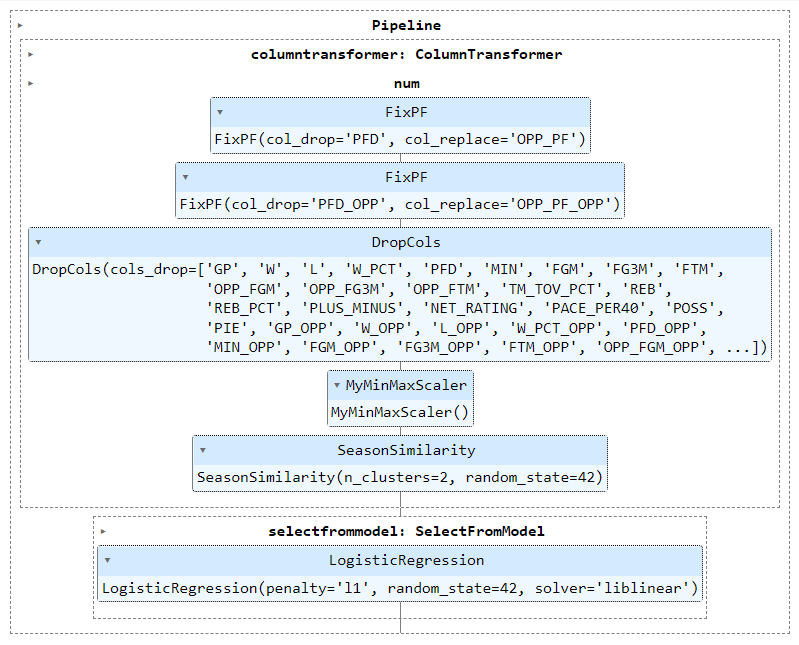 Pipeline
columntransformer: ColumnTransformer
num
FixPF
FixPF(col_drop='PFD', col_replace='OPP_PF')
FixPF
FixPF(col_drop='PFD_OPP', col_replace='OPP_PF_OPP')
DropCols
DropCols(cols_drop=['GP', 'W', 'L', 'W_PCT', 'PFD', 'MIN', 'FGM', 'FG3M', 'FTM',
'OPP_FGM', 'OPP_FG3M', 'OPP_FTM', 'TM_TOV_PCT', 'REB',
'REB_PCT', 'PLUS_MINUS', 'NET_RATING', 'PACE_PER40', 'POSS',
'PIE', 'GP_OPP', 'W_OPP', 'L_OPP', 'W_PCT_OPP', 'PFD_OPP',
'MIN_OPP', 'FGM_OPP', 'FG3M_OPP', 'FTM_OPP', 'OPP_FGM_OPP', ...])
MyMinMaxScaler
MyMinMaxScaler()
SeasonSimilarity
SeasonSimilarity(n_clusters=2, random_state=42)
selectfrommodel: SelectFromModel
LogisticRegression
LogisticRegression(penalty='l1', random_state=42, solver='liblinear')